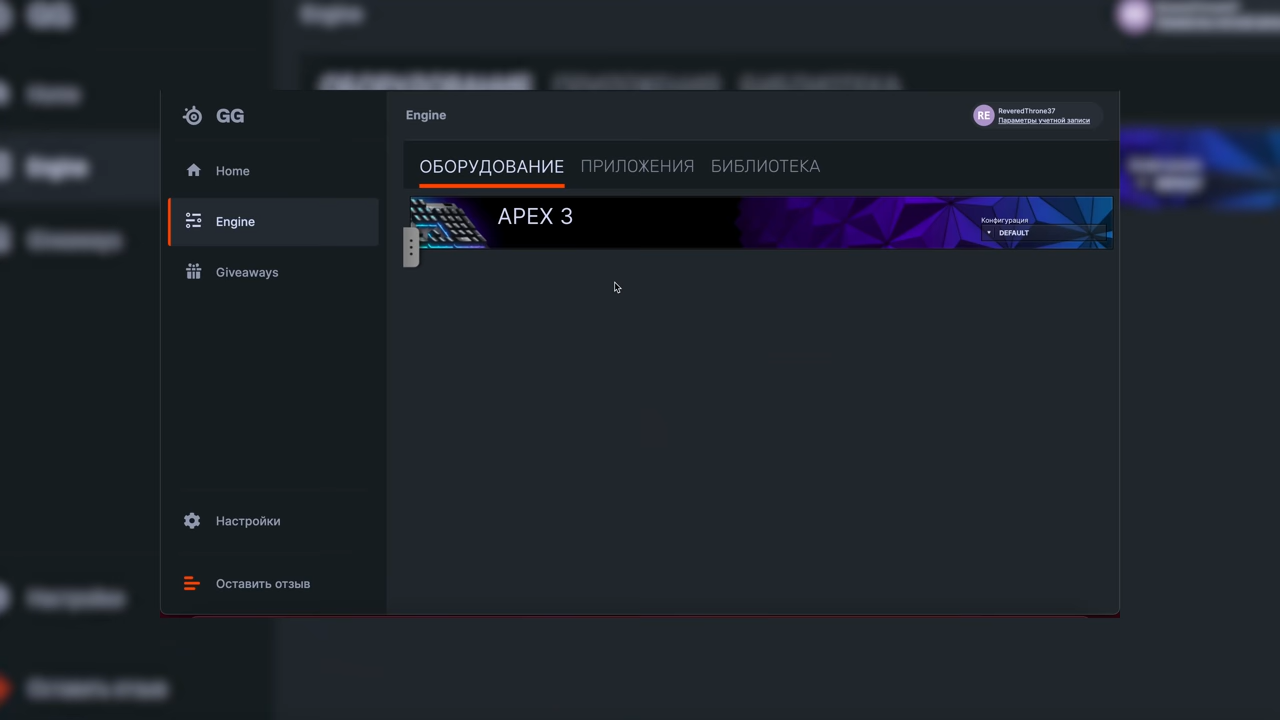 GG
Engine
RE
ReveredThrone37
Параметры учетной записи
Home
Engine
Giveaways
Настройки
Оставить отзыв
ОБОРУДОВАНИЕ ПРИЛОЖЕНИЯ БИБЛИОТЕКА
APEX 3
Конфигурация
DEFAULT